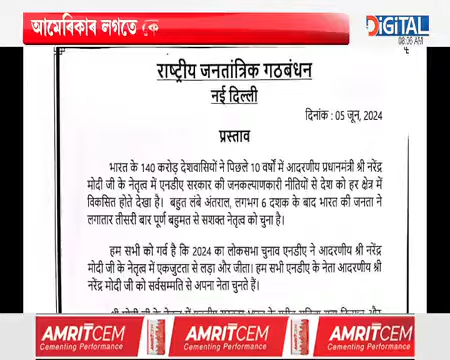 আমেৰিকাৰ লগতে কে
DIGITAL
08:06 AM
राष्ट्रीय जनतांत्रिक गठबंधन
नई दिल्ली
दिनांक : 05 जून, 2024
प्रस्ताव
भारत के 140 करोड़ देशवासियों ने पिछले 10 वर्षों में आदरणीय प्रधानमंत्री श्री नरेंद्र
मोदी जी के नेतृत्व में एनडीए सरकार की जनकल्याणकारी नीतियों से देश को हर क्षेत्र में
विकसित होते देखा है। बहुत लंबे अंतराल, लगभग 6 दशक के बाद भारत की जनता ने
लगातार तीसरी बार पूर्ण बहुमत से सशक्त नेतृत्व को चुना है।
हम सभी को गर्व है कि 2024 का लोकसभा चुनाव एनडीए ने आदरणीय श्री नरेंद्र
मोदी जी के नेतृत्व में एकजुटता से लड़ा और जीता। हम सभी एनडीए के नेता आदरणीय श्री
नरेंद्र मोदी जी को सर्वसम्मति से अपना नेता चुनते हैं।
AMRITCEM AMRITCEM AMRITCEM
Cementing Performance Cementing Performance Cementing Performance